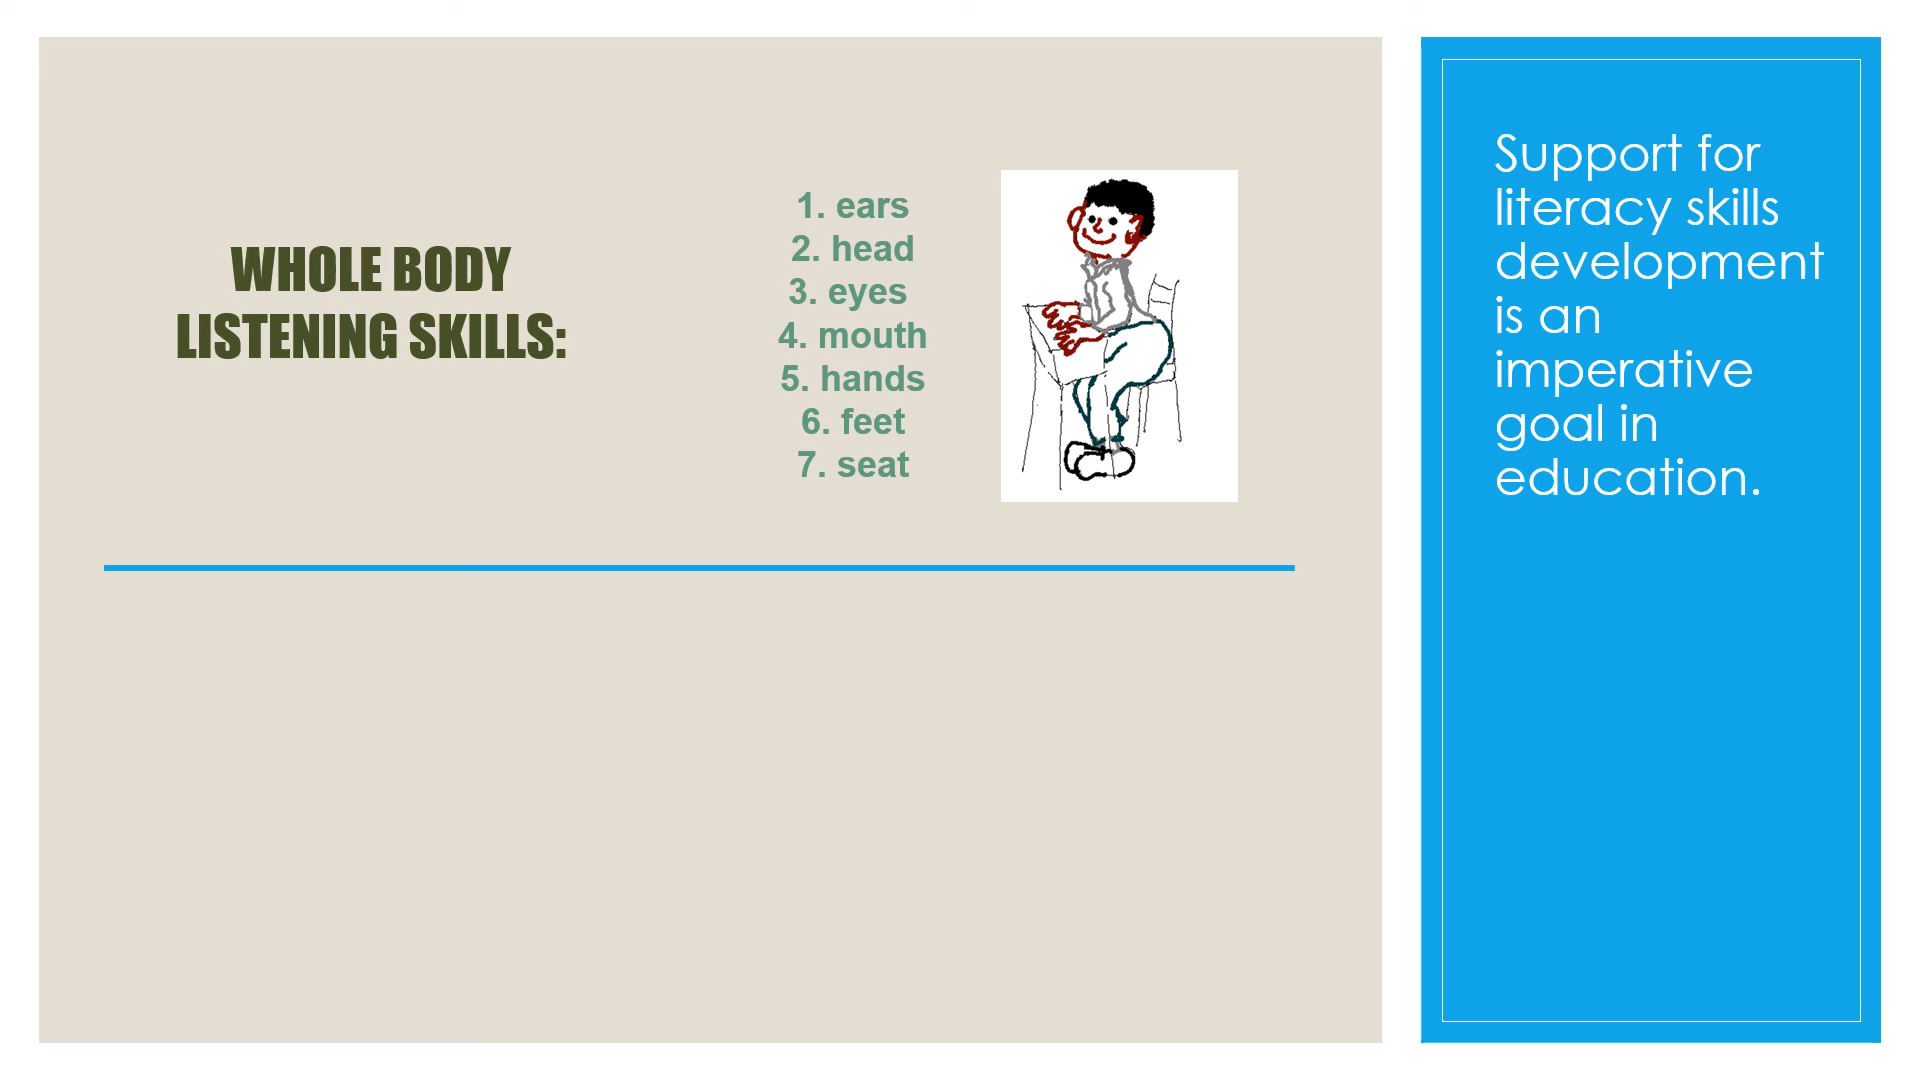 WHOLE BODY
LISTENING SKILLS:
1. ears
2. head
3. eyes
4. mouth
5. hands
6. feet
7. seat
Support for
literacy skills
development
is an
imperative
goal in
education.